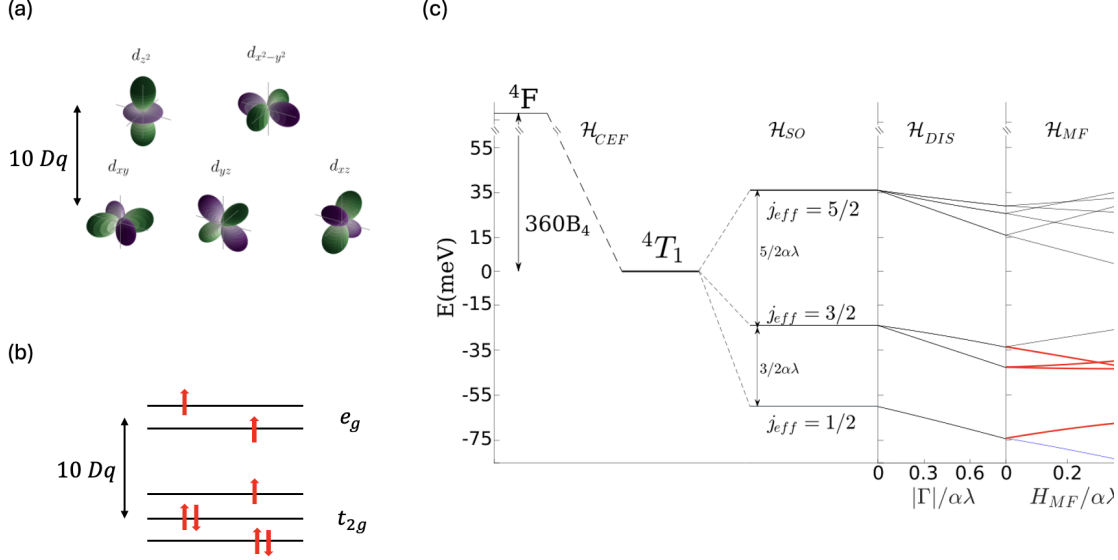 (a)
d_{z^2}
d_{x^2-y^2}
10 Dq
d_{xy}
d_{yz}
d_{xz}
(b)
e_g
10 Dq
t_{2g}
(c)
^4F
\mathcal{H}_{CEF}
\mathcal{H}_{SO}
\mathcal{H}_{DIS}
\mathcal{H}_{MF}
E(meV)
55
35
15
0
-15
-35
-55
-75
360B_4
^4T_1
j_{eff} = 5/2
5/2αλ
j_{eff} = 3/2
3/2αλ
j_{eff} = 1/2
0 0.3 0.6 0 0.2
|Γ|/αλ
H_{MF}/αλ